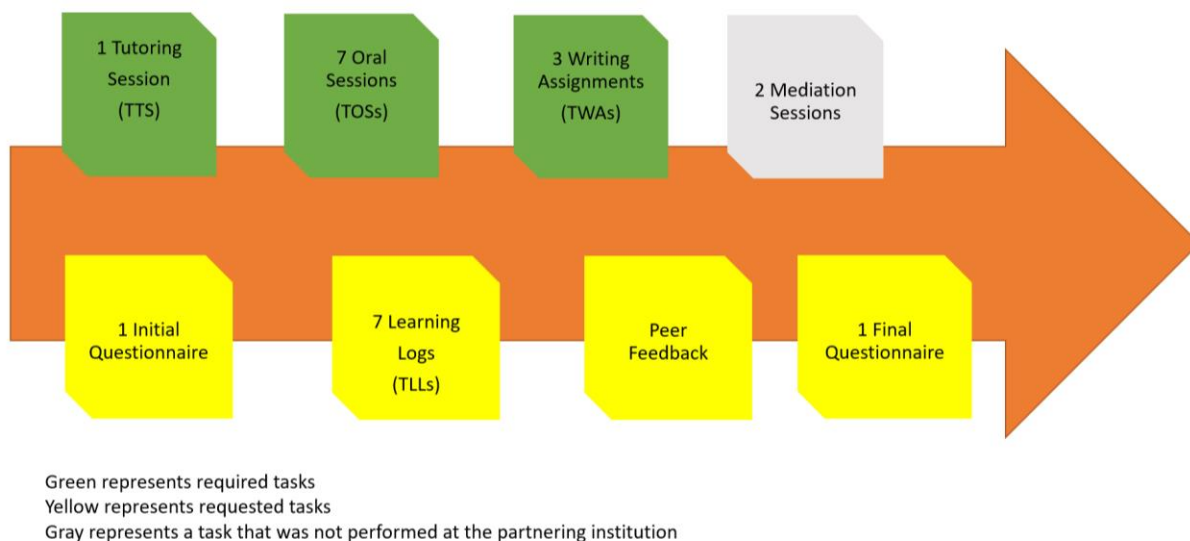 1 Tutoring
Session
(TTS)
7 Oral
Sessions
(TOSs)
3 Writing
Assignments
(TWAs)
2 Mediation
Sessions
1 Initial
Questionnaire
7 Learning
Logs
(TLLs)
Peer
Feedback
1 Final
Questionnaire
Green represents required tasks
Yellow represents requested tasks
Gray represents a task that was not performed at the partnering institution